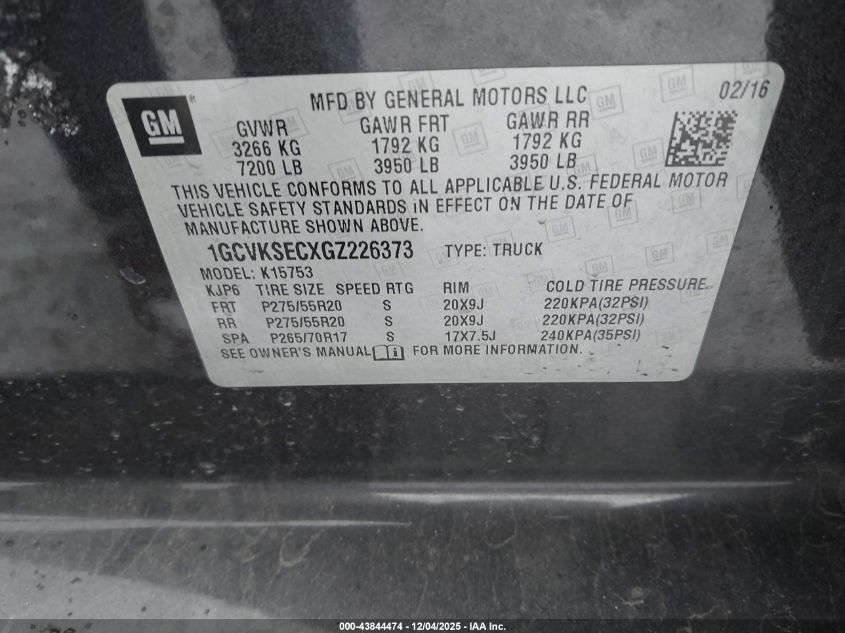 GM ®
MFD BY GENERAL MOTORS LLC
02/16
GVWR GAWR FRT GAWR RR
3266 KG 1792 KG 1792 KG
7200 LB 3950 LB 3950 LB
THIS VEHICLE CONFORMS TO ALL APPLICABLE U.S. FEDERAL MOTOR
VEHICLE SAFETY STANDARDS IN EFFECT ON THE DATE OF
MANUFACTURE SHOWN ABOVE.
1GCVKSECXGZ226373 TYPE: TRUCK
MODEL: K15753
KJP6 TIRE SIZE SPEED RTG RIM COLD TIRE PRESSURE
FRT P275/55R20 S 20X9J 220KPA(32PSI)
RR P275/55R20 S 20X9J 220KPA(32PSI)
SPA P265/70R17 S 17X7.5J 240KPA(35PSI)
SEE OWNER'S MANUAL i FOR MORE INFORMATION.
000-43844474 - 12/04/2025 - IAA Inc.